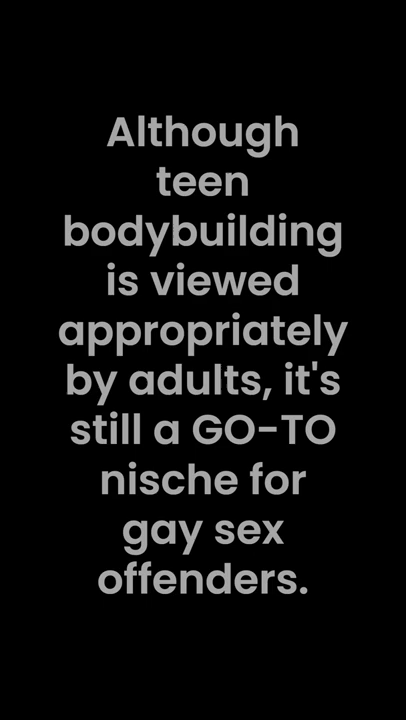 Although
teen
bodybuilding
is viewed
appropriately
by adults, it's
still a GO-TO
nische for
gay sex
offenders.